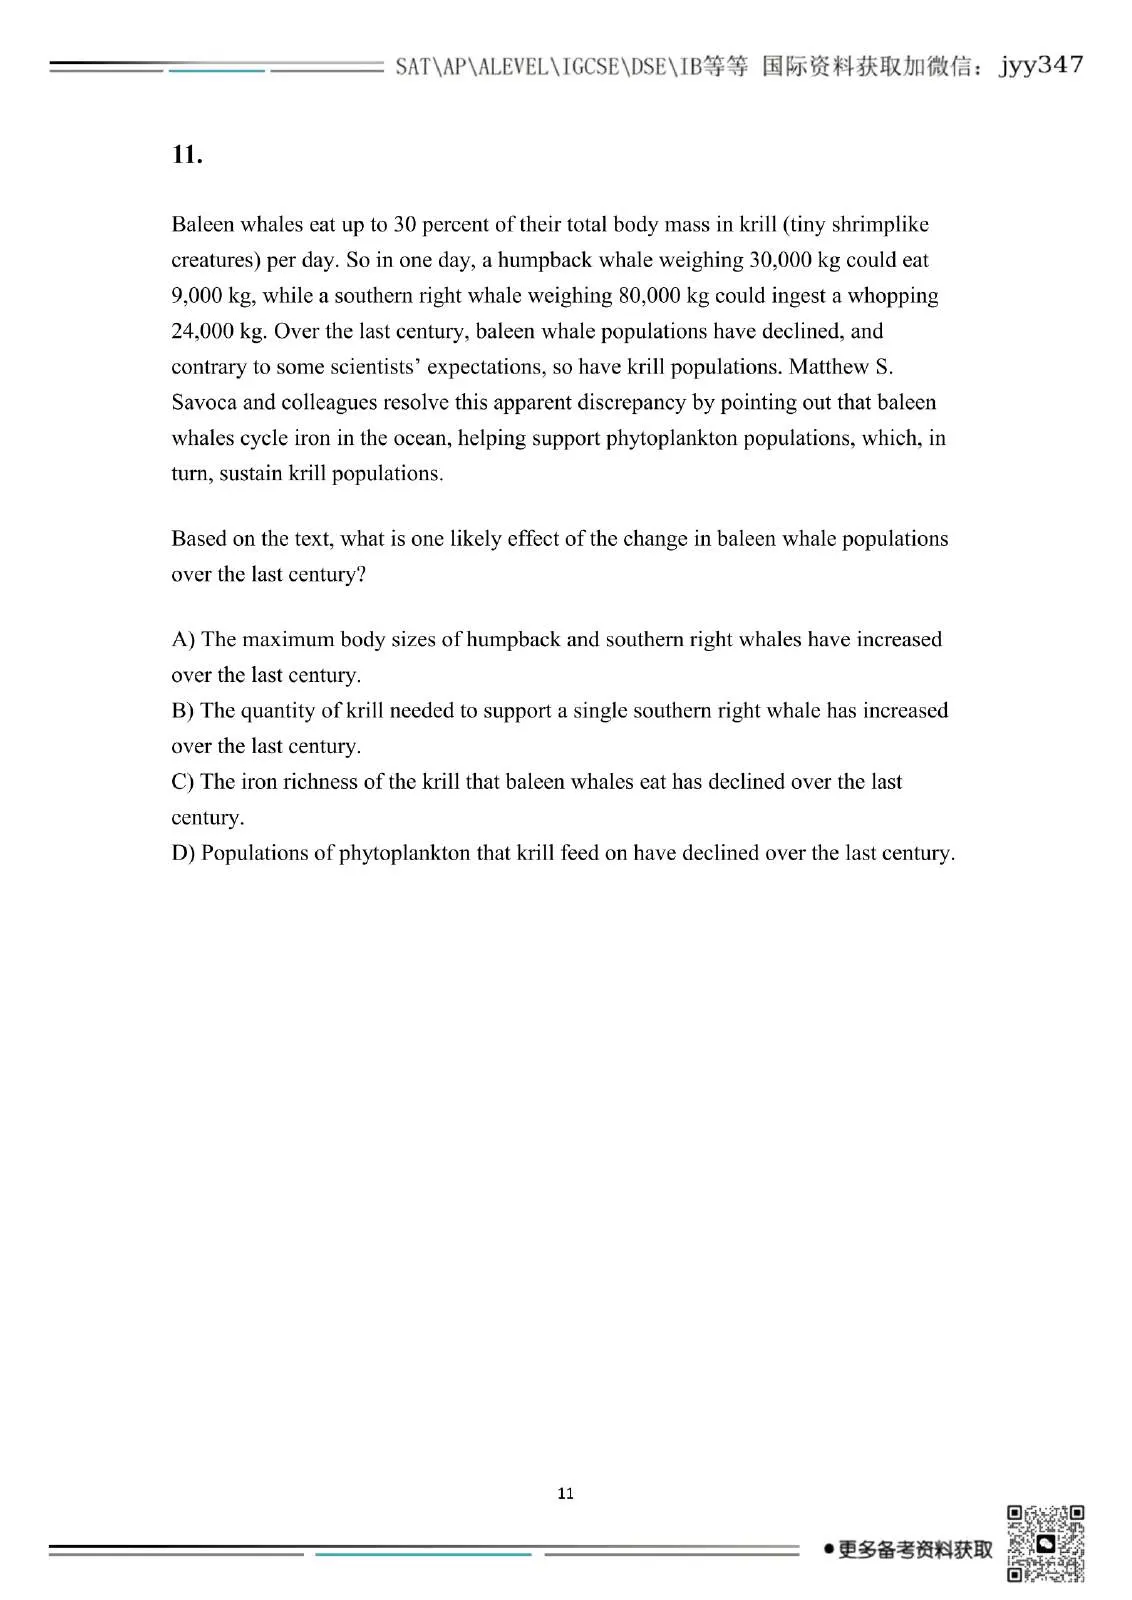 SAT\AP\ALEVEL\IGCSE\DSE\IB等等 国际资料获取加微信: jyy347
11.
Baleen whales eat up to 30 percent of their total body mass in krill (tiny shrimplike
creatures) per day. So in one day, a humpback whale weighing 30,000 kg could eat
9,000 kg, while a southern right whale weighing 80,000 kg could ingest a whopping
24,000 kg. Over the last century, baleen whale populations have declined, and
contrary to some scientists’ expectations, so have krill populations. Matthew S.
Savoca and colleagues resolve this apparent discrepancy by pointing out that baleen
whales cycle iron in the ocean, helping support phytoplankton populations, which, in
turn, sustain krill populations.
Based on the text, what is one likely effect of the change in baleen whale populations
over the last century?
A) The maximum body sizes of humpback and southern right whales have increased
over the last century.
B) The quantity of krill needed to support a single southern right whale has increased
over the last century.
C) The iron richness of the krill that baleen whales eat has declined over the last
century.
D) Populations of phytoplankton that krill feed on have declined over the last century.
11
●更多备考资料获取